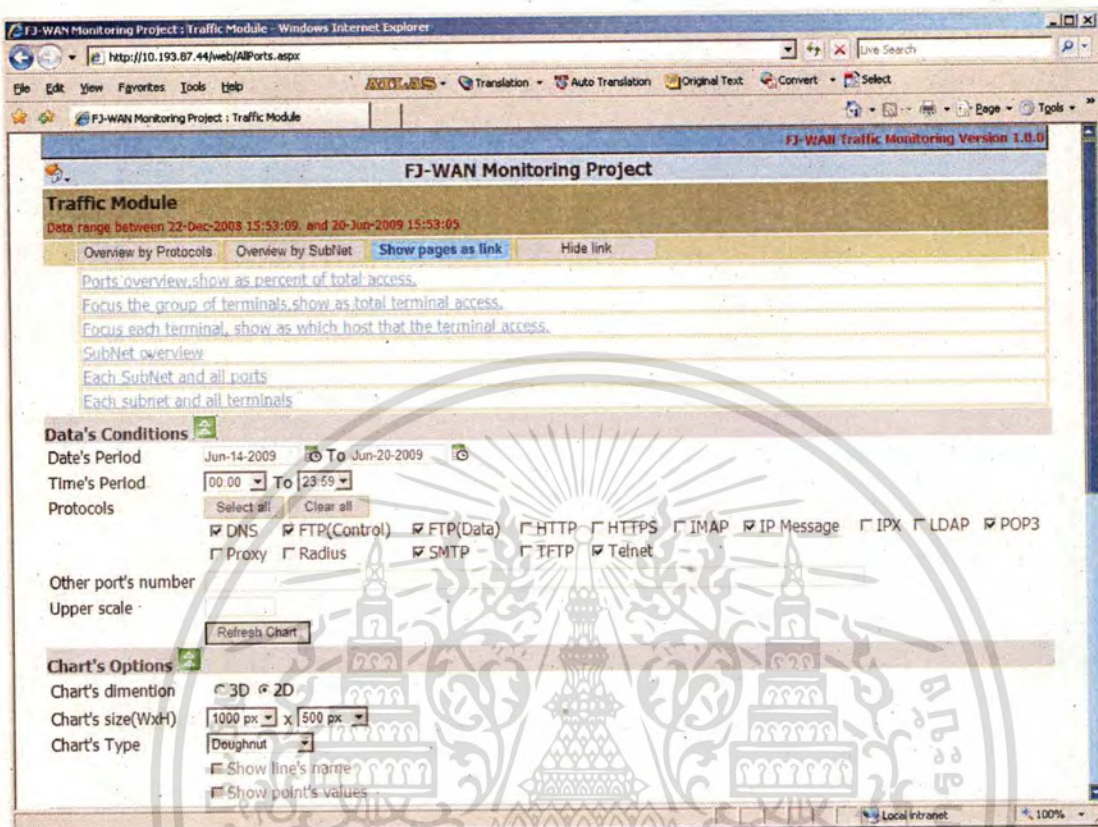 FJ-WAN Monitoring Project : Traffic Module - Windows Internet Explorer
http://10.193.87.44/web/AllPorts.aspx
Live Search
File Edit View Favorites Tools Help
ATLAS Translation Auto Translation Original Text Convert Select
FJ-WAN Monitoring Project : Traffic Module
Page Tools
FJ-WAN Traffic Monitoring Version 1.0.0
FJ-WAN Monitoring Project
Traffic Module
Data range between 22-Dec-2008 15:53:09. and 20-Jun-2009 15:53:05
Overview by Protocols Overview by SubNet Show pages as link Hide link
Ports overview,show as percent of total access.
Focus the group of terminals,show as total terminal access.
Focus each terminal, show as which host that the terminal access.
SubNet overview
Each SubNet and all ports
Each subnet and all terminals
Data's Conditions
Date's Period Jun-14-2009 To Jun-20-2009
Time's Period 00:00 To 23:59
Protocols Select all Clear all
DNS FTP(Control) FTP(Data) HTTP HTTPS IMAP IP Message IPX LDAP POP3
Proxy Radius SMTP TFTP Telnet
Other port's number
Upper scale
Refresh Chart
Chart's Options
Chart's dimention 3D 2D
Chart's size(WxH) 1000 px x 500 px
Chart's Type Doughnut
Show line's name
Show point's values
Local intranet 100%